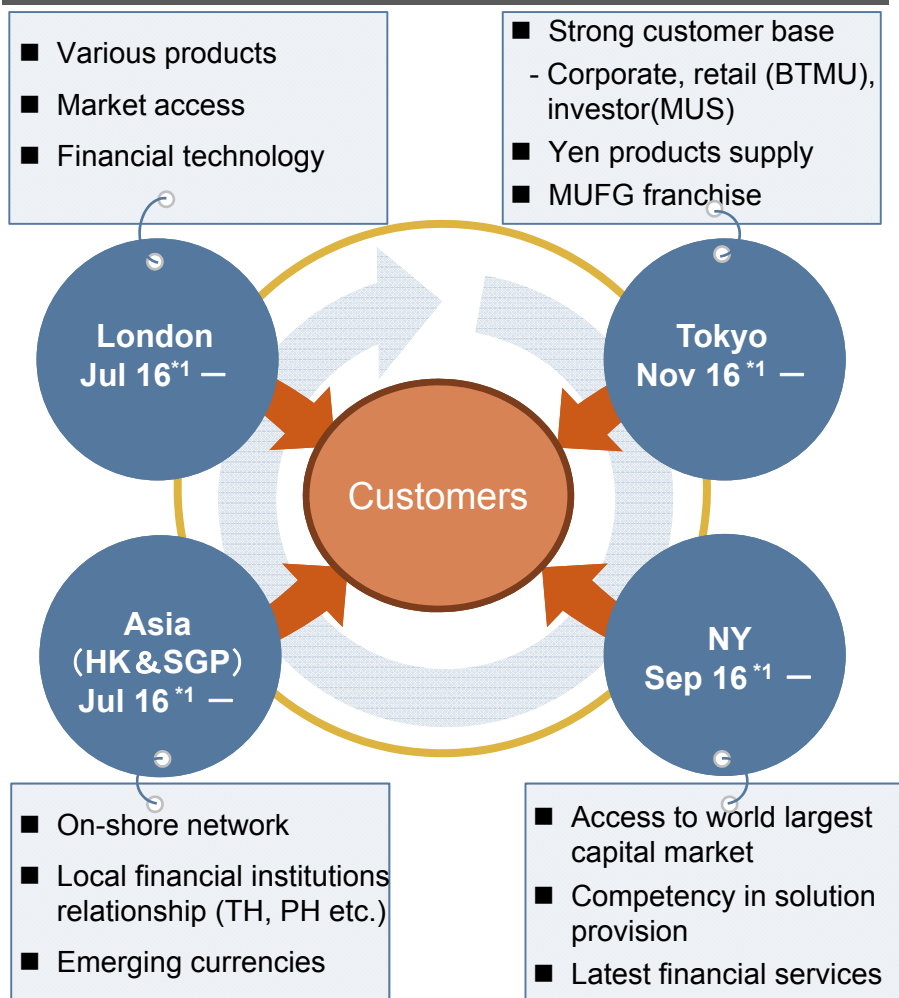 ■ Various products
■ Market access
■ Financial technology
■ Strong customer base
- Corporate, retail (BTMU),
investor(MUS)
■ Yen products supply
■ MUFG franchise
London
Jul 16*1 —
Tokyo
Nov 16 *1 —
Customers
Asia
(HK&SGP)
Jul 16 *1 —
NY
Sep 16 *1 —
■ On-shore network
■ Local financial institutions
relationship (TH, PH etc.)
■ Emerging currencies
■ Access to world largest
capital market
■ Competency in solution
provision
■ Latest financial services